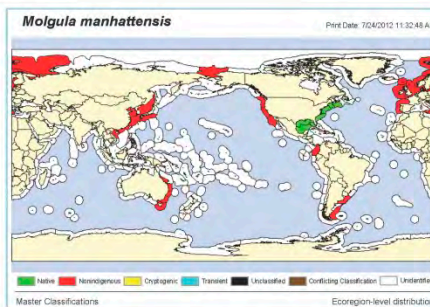 Molgula manhattensis
Print Date: 7/24/2012 11:32:48 A
Native Nonindigenous Cryptogenic Transient Unclassified Conflicting Classification Unidentifie
Master Classifications Ecoregion-level distributio